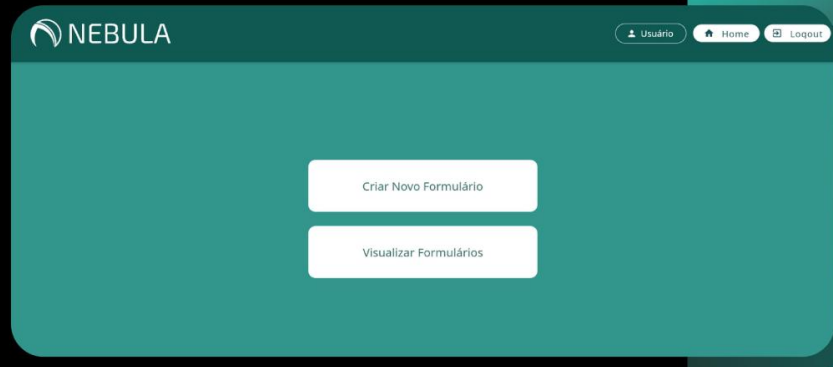 NEBULA
Usuário
Home
Logout
Criar Novo Formulário
Visualizar Formulários